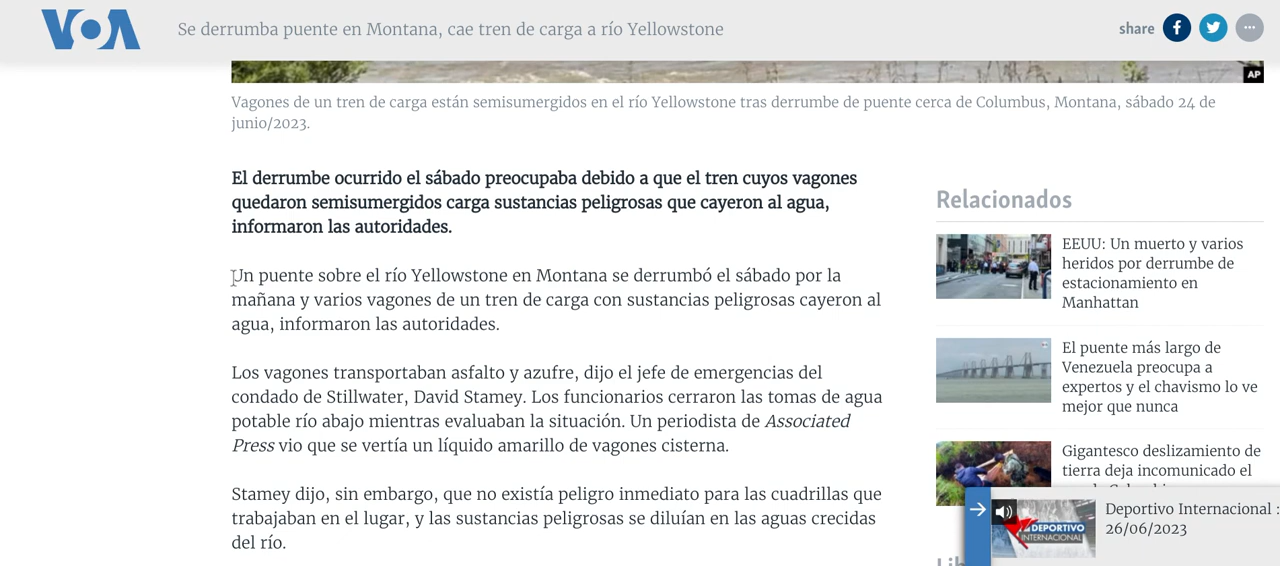 VOA
Se derrumba puente en Montana, cae tren de carga a río Yellowstone
share
AP
Vagones de un tren de carga están semisumergidos en el río Yellowstone tras derrumbe de puente cerca de Columbus, Montana, sábado 24 de
junio/2023.
El derrumbe ocurrido el sábado preocupaba debido a que el tren cuyos vagones
quedaron semisumergidos carga sustancias peligrosas que cayeron al agua,
informaron las autoridades.
Un puente sobre el río Yellowstone en Montana se derrumbó el sábado por la
mañana y varios vagones de un tren de carga con sustancias peligrosas cayeron al
agua, informaron las autoridades.
Los vagones transportaban asfalto y azufre, dijo el jefe de emergencias del
condado de Stillwater, David Stamey. Los funcionarios cerraron las tomas de agua
potable río abajo mientras evaluaban la situación. Un periodista de Associated
Press vio que se vertía un líquido amarillo de vagones cisterna.
Stamey dijo, sin embargo, que no existía peligro inmediato para las cuadrillas que
trabajaban en el lugar, y las sustancias peligrosas se diluían en las aguas crecidas
del río.
Relacionados
EEUU: Un muerto y varios
heridos por derrumbe de
estacionamiento en
Manhattan
El puente más largo de
Venezuela preocupa a
expertos y el chavismo lo ve
mejor que nunca
Gigantesco deslizamiento de
tierra deja incomunicado el
DEPORTIVO
INTERNACIONAL
Deportivo Internacional :
26/06/2023